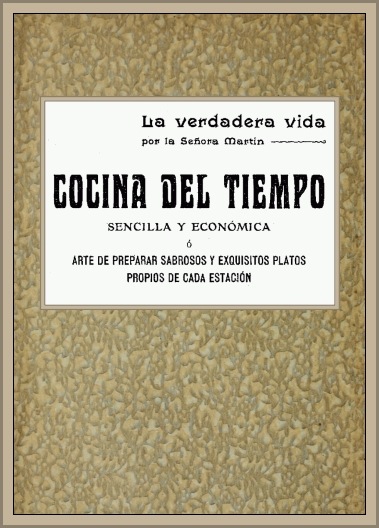 La verdadera vida
por la Señora Martín
COCINA DEL TIEMPO
SENCILLA Y ECONÓMICA
ó
ARTE DE PREPARAR SABROSOS Y EXQUISITOS PLATOS
PROPIOS DE CADA ESTACIÓN